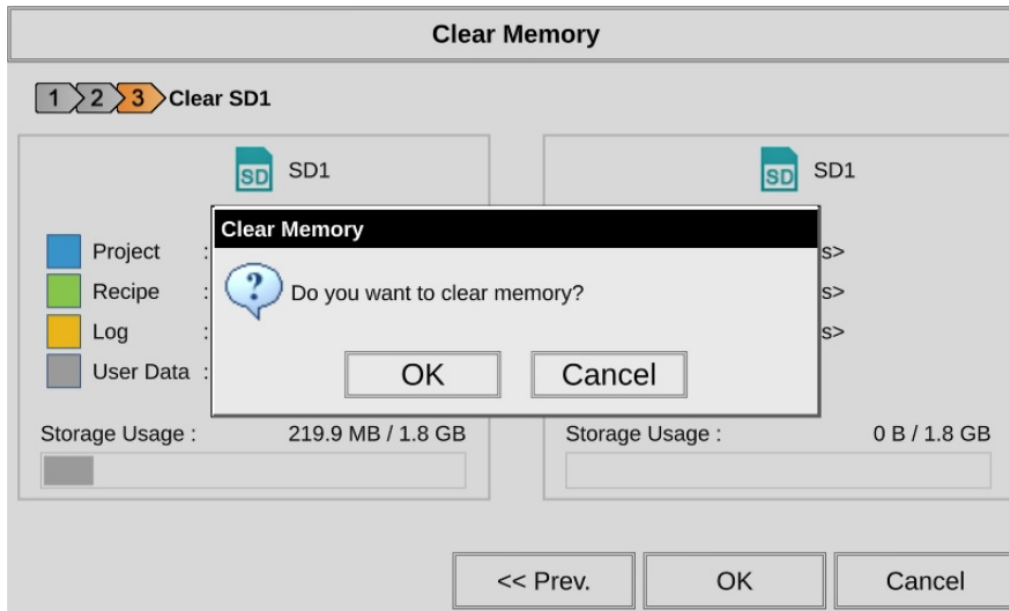 Clear Memory
1 2 3 Clear SD1
SD SD1
SD SD1
Clear Memory
Project :
s>
Recipe :
s>
Log :
s>
User Data :
? Do you want to clear memory?
OK Cancel
Storage Usage : 219.9 MB / 1.8 GB
Storage Usage : 0 B / 1.8 GB
<< Prev. OK Cancel